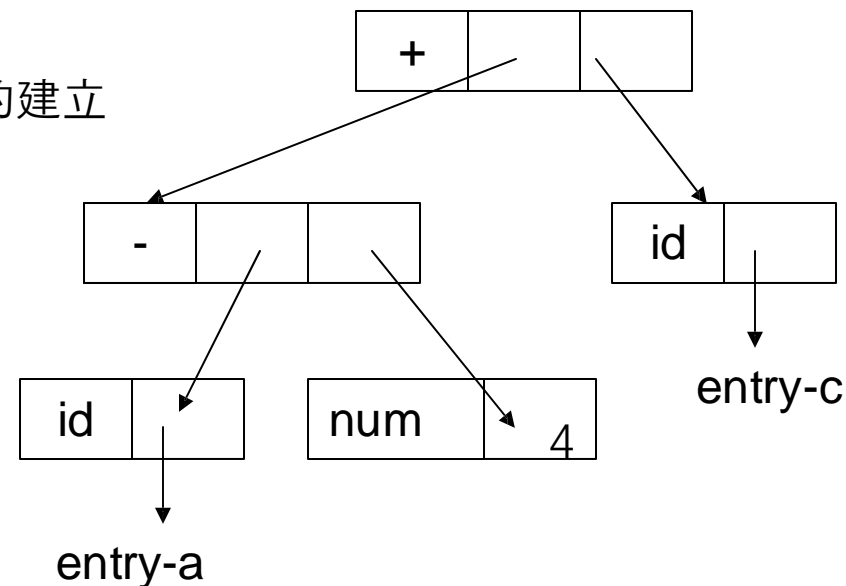 +
的建立
-
id
id
num
4
entry-c
entry-a